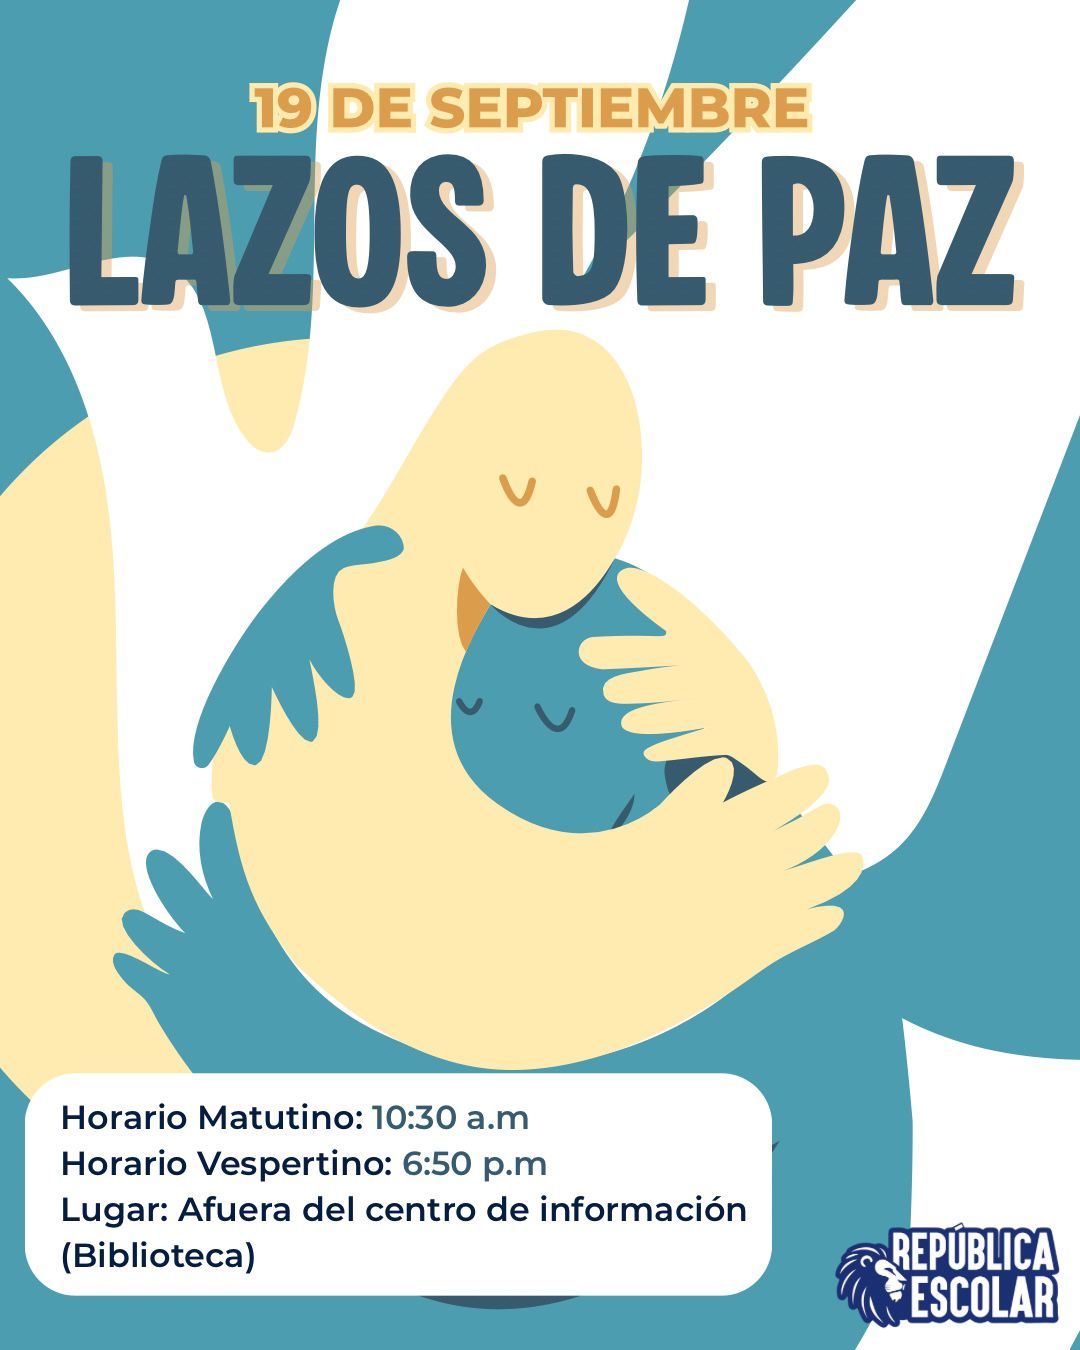 19 DE SEPTIEMBRE
LAZOS DE PAZ
Horario Matutino: 10:30 a.m
Horario Vespertino: 6:50 p.m
Lugar: Afuera del centro de información
(Biblioteca)
REPÚBLICA
ESCOLAR